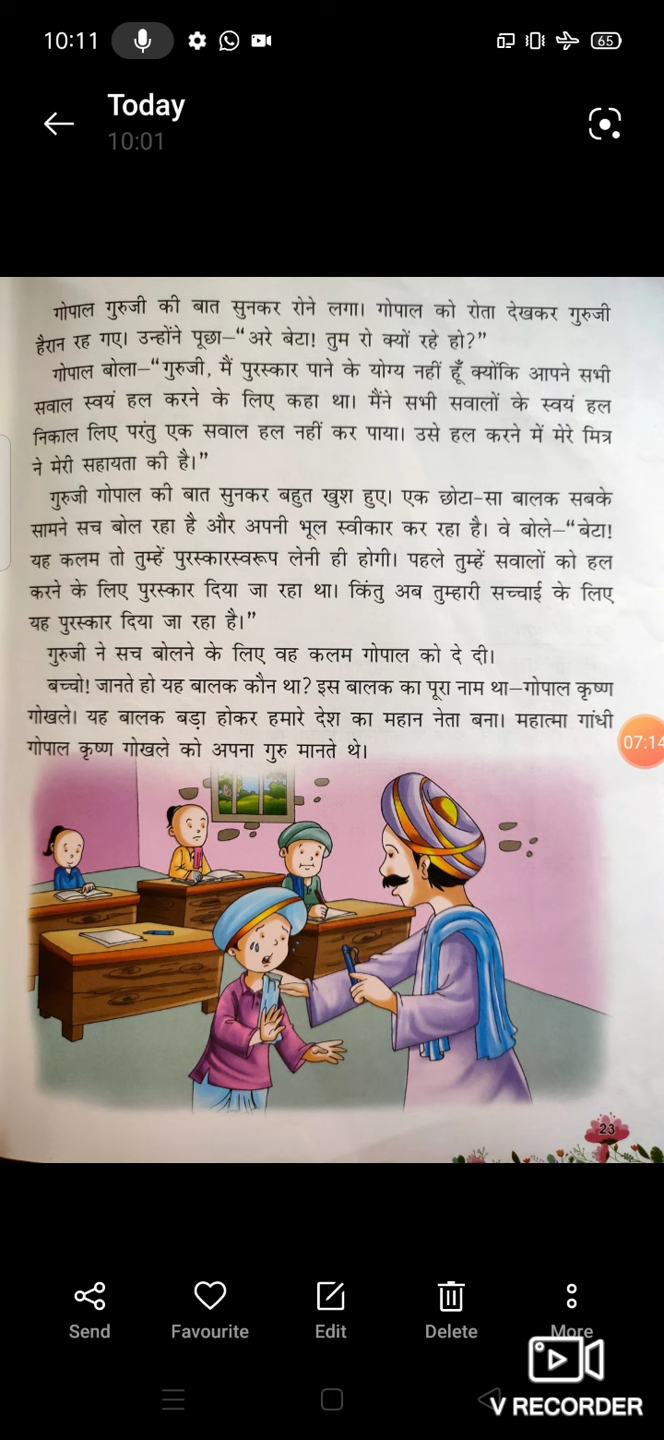 10:11
65
Today
10:01
गोपाल गुरुजी की बात सुनकर रोने लगा। गोपाल को रोता देखकर गुरुजी
हैरान रह गए। उन्होंने पूछा–“अरे बेटा! तुम रो क्यों रहे हो?”
गोपाल बोला–“गुरुजी, मैं पुरस्कार पाने के योग्य नहीं हूँ क्योंकि आपने सभी
सवाल स्वयं हल करने के लिए कहा था। मैंने सभी सवालों के स्वयं हल
निकाल लिए परंतु एक सवाल हल नहीं कर पाया। उसे हल करने में मेरे मित्र
ने मेरी सहायता की है।”
गुरुजी गोपाल की बात सुनकर बहुत खुश हुए। एक छोटा-सा बालक सबके
सामने सच बोल रहा है और अपनी भूल स्वीकार कर रहा है। वे बोले–“बेटा!
यह कलम तो तुम्हें पुरस्कारस्वरूप लेनी ही होगी। पहले तुम्हें सवालों को हल
करने के लिए पुरस्कार दिया जा रहा था। किंतु अब तुम्हारी सच्चाई के लिए
यह पुरस्कार दिया जा रहा है।”
गुरुजी ने सच बोलने के लिए वह कलम गोपाल को दे दी।
बच्चो! जानते हो यह बालक कौन था? इस बालक का पूरा नाम था–गोपाल कृष्ण
गोखले। यह बालक बड़ा होकर हमारे देश का महान नेता बना। महात्मा गांधी
गोपाल कृष्ण गोखले को अपना गुरु मानते थे।
07:14
23
Send Favourite Edit Delete More
V RECORDER